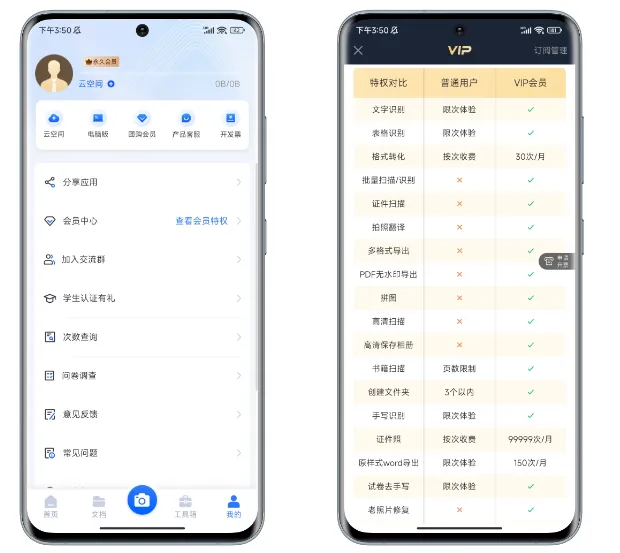 下午3:50
42
永久会员
云空间
0B/0B
云空间 电脑版 团购会员 产品客服 开发票
分享应用
会员中心 查看会员特权
加入交流群
学生认证有礼
次数查询
问卷调查
意见反馈
常见问题
首页 文档 工具箱 我的
下午3:50
VIP 订阅管理
特权对比 普通用户 VIP会员
文字识别 限次体验 ✓
表格识别 限次体验 ✓
格式转化 按次收费 30次/月
批量扫描/识别 × ✓
证件扫描 × ✓
拍照翻译 × ✓
多格式导出 × ✓
申请
开票
PDF无水印导出 × ✓
拼图 × ✓
高清扫描 × ✓
高清保存相册 × ✓
书籍扫描 页数限制 ✓
创建文件夹 3个以内 ✓
手写识别 限次体验 ✓
证件照 按次收费 99999次/月
原样式word导出 限次体验 150次/月
试卷去手写 限次体验 ✓
老照片修复 × ✓